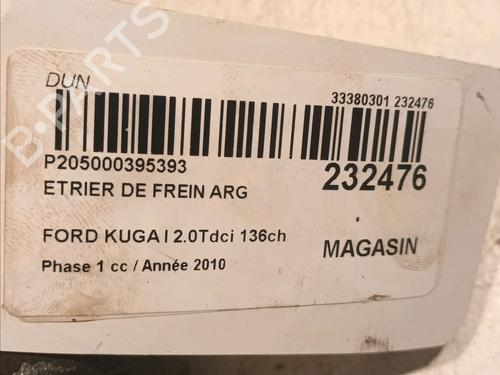 B-PARTS
DUN
33380301 232476
P205000395393
232476
ETRIER DE FREIN ARG
FORD KUGA I 2.0Tdci 136ch
MAGASIN
Phase 1 cc / Année 2010